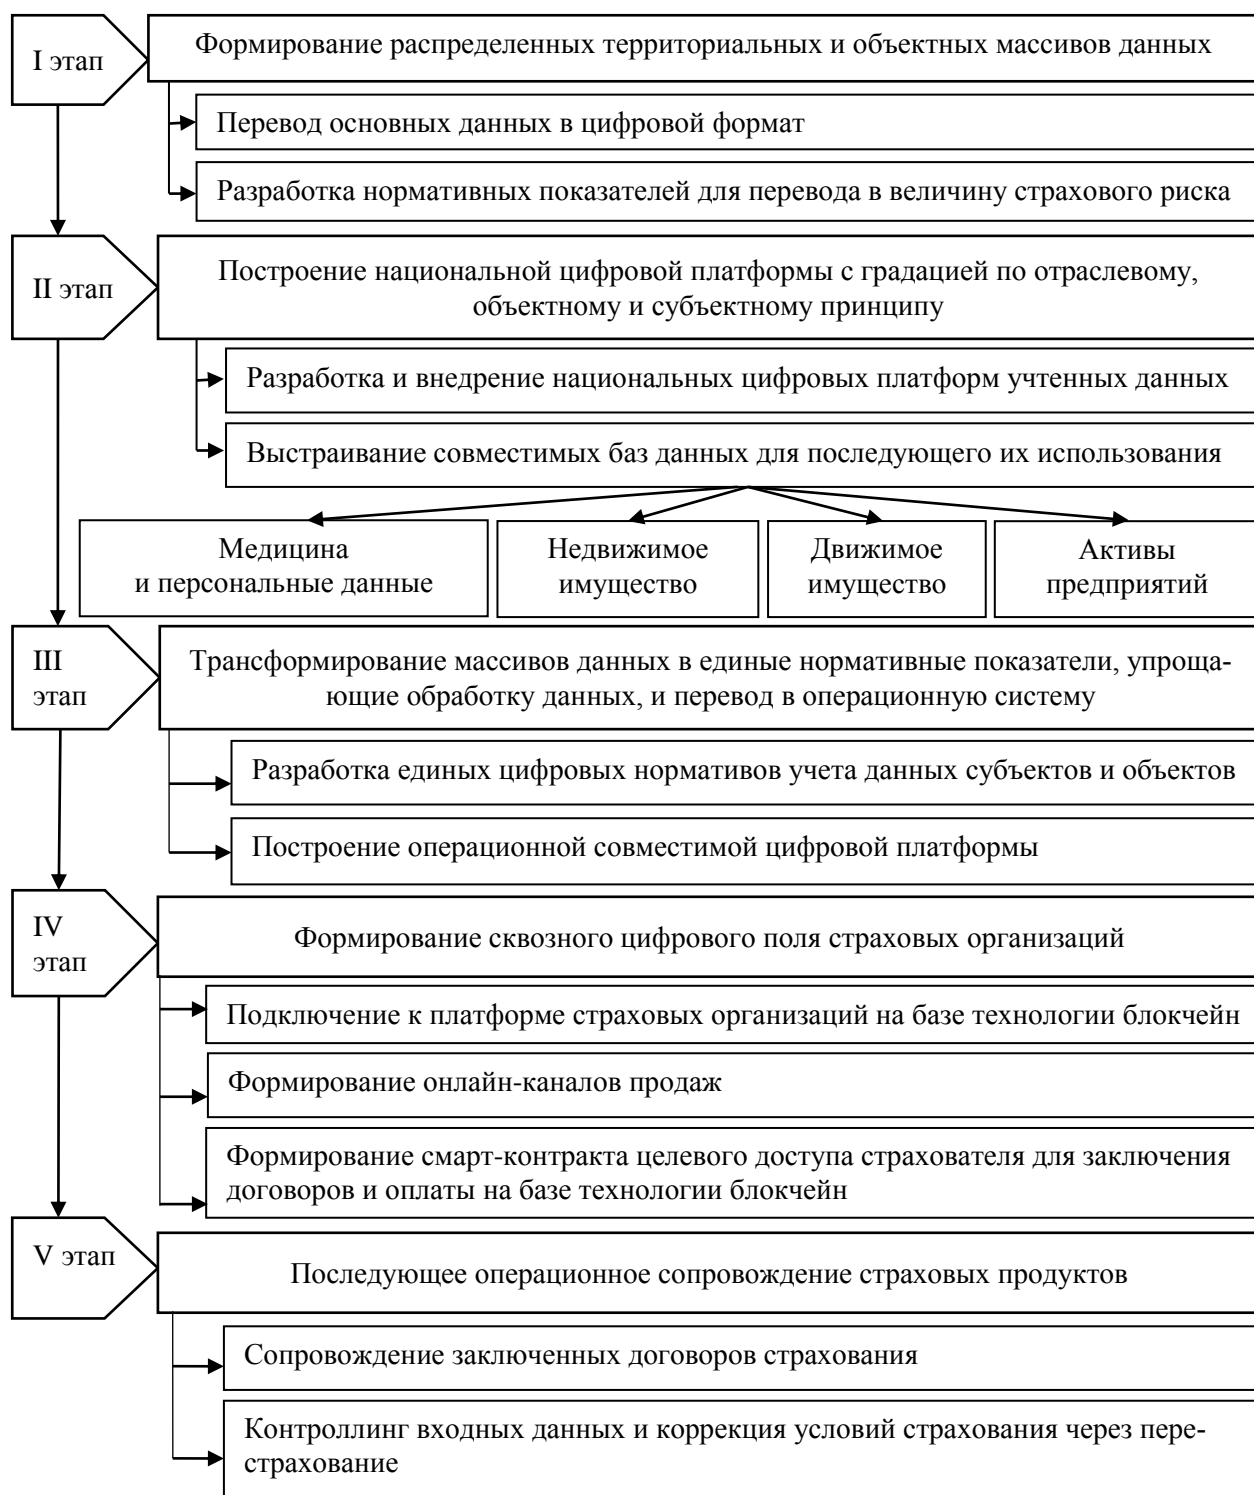 I этап
Формирование распределенных территориальных и объектных массивов данных
Перевод основных данных в цифровой формат
Разработка нормативных показателей для перевода в величину страхового риска
II этап
Построение национальной цифровой платформы с градацией по отраслевому,
объектному и субъектному принципу
Разработка и внедрение национальных цифровых платформ учтенных данных
Выстраивание совместимых баз данных для последующего их использования
Медицина
и персональные данные
Недвижимое
имущество
Движимое
имущество
Активы
предприятий
III
этап
Трансформирование массивов данных в единые нормативные показатели, упроща-
ющие обработку данных, и перевод в операционную систему
Разработка единых цифровых нормативов учета данных субъектов и объектов
Построение операционной совместимой цифровой платформы
IV
этап
Формирование сквозного цифрового поля страховых организаций
Подключение к платформе страховых организаций на базе технологии блокчейн
Формирование онлайн-каналов продаж
Формирование смарт-контракта целевого доступа страхователя для заключения
договоров и оплаты на базе технологии блокчейн
V этап
Последующее операционное сопровождение страховых продуктов
Сопровождение заключенных договоров страхования
Контроллинг входных данных и коррекция условий страхования через пере-
страхование